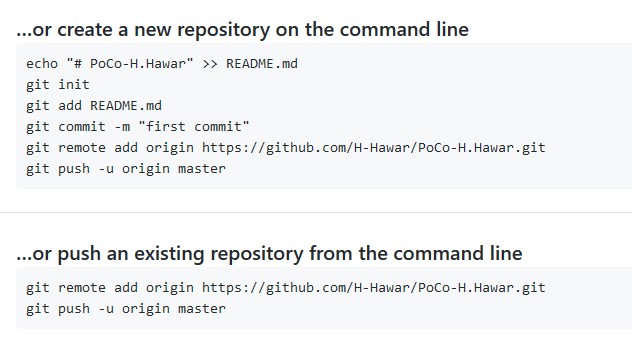 ...or create a new repository on the command line
echo "# PoCo-H.Hawar" >> README.md
git init
git add README.md
git commit -m "first commit"
git remote add origin https://github.com/H-Hawar/PoCo-H.Hawar.git
git push -u origin master
...or push an existing repository from the command line
git remote add origin https://github.com/H-Hawar/PoCo-H.Hawar.git
git push -u origin master